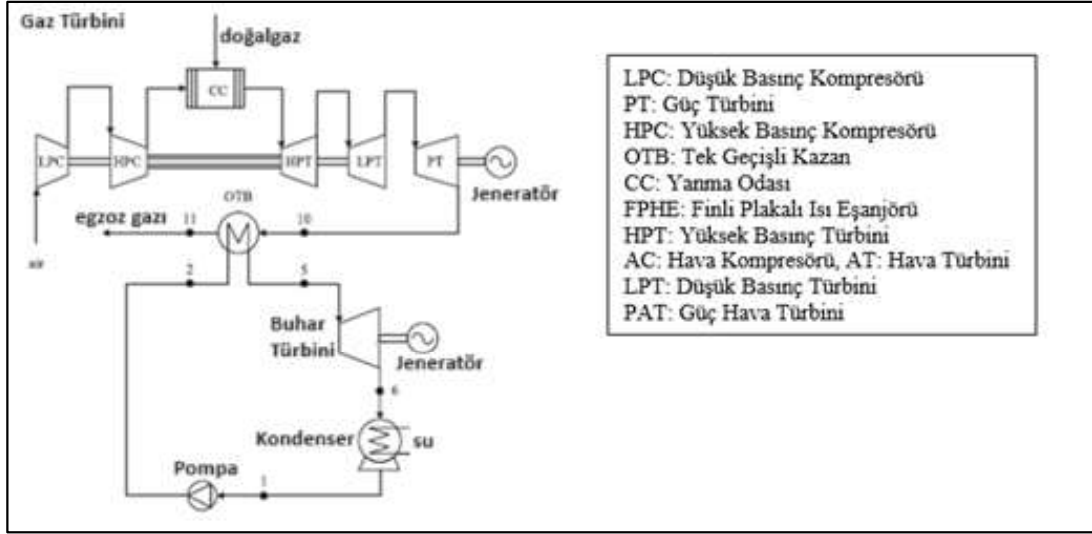 Gaz Türbini
doğalgaz
CC
LPC
HPC
HPT
LPT
PT
Jeneratör
OTB
egzoz gazı
11
10
air
2
5
Buhar
Türbini
Jeneratör
6
Kondenser
su
Pompa
1
LPC: Düşük Basınç Kompresörü
PT: Güç Türbini
HPC: Yüksek Basınç Kompresörü
OTB: Tek Geçişli Kazan
CC: Yanma Odası
FPHE: Finli Plakalı Isı Eşanjörü
HPT: Yüksek Basınç Türbini
AC: Hava Kompresörü, AT: Hava Türbini
LPT: Düşük Basınç Türbini
PAT: Güç Hava Türbini